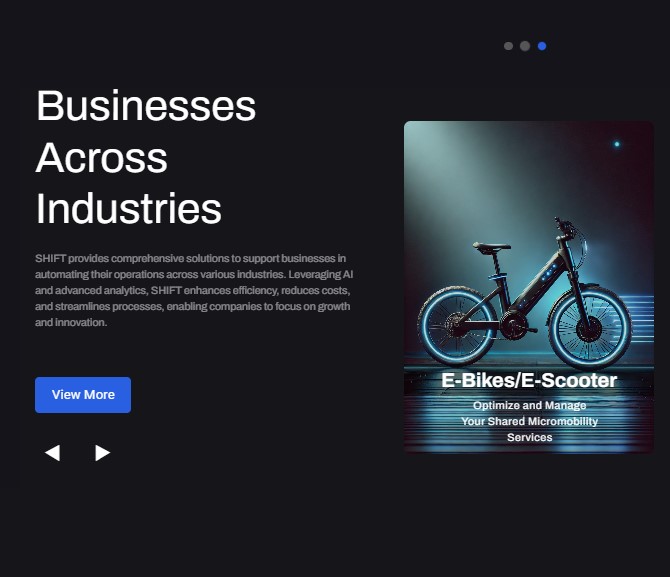 Businesses
Across
Industries
SHIFT provides comprehensive solutions to support businesses in
automating their operations across various industries. Leveraging AI
and advanced analytics, SHIFT enhances efficiency, reduces costs,
and streamlines processes, enabling companies to focus on growth
and innovation.
View More
E-Bikes/E-Scooter
Optimize and Manage
Your Shared Micromobility
Services